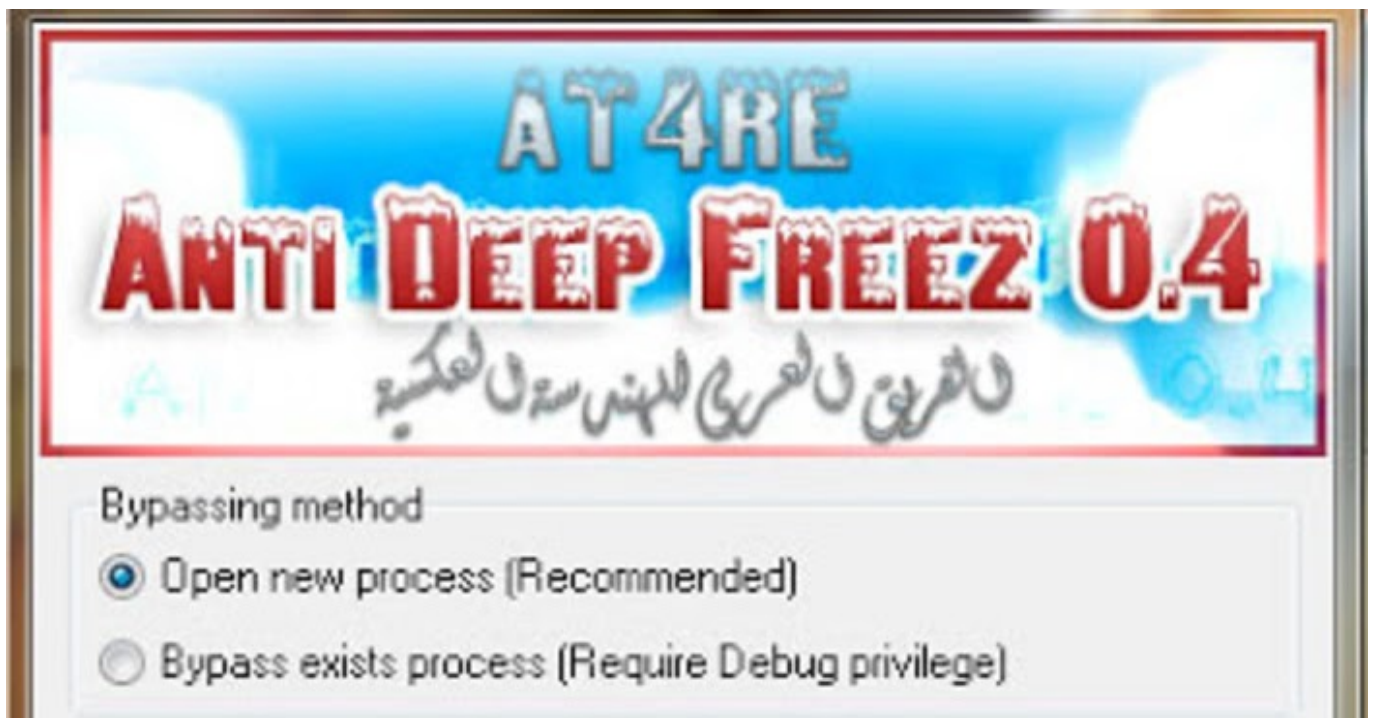 AT4RE
ANTI DEEP FREEZ 0.4
الفريق العربي للهندسة العكسية
Bypassing method
Open new process (Recommended)
Bypass exists process (Require Debug privilege)